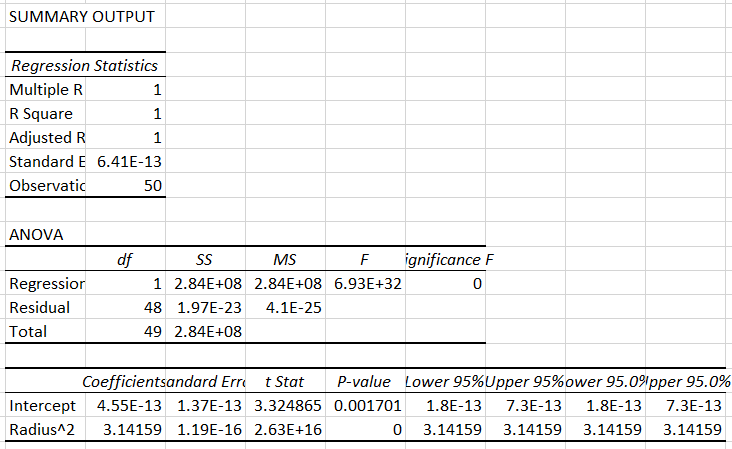 SUMMARY OUTPUT
Regression Statistics
Multiple R 1
R Square 1
Adjusted R 1
Standard E 6.41E-13
Observatic 50
ANOVA
df SS MS F ignificance F
Regression 1 2.84E+08 2.84E+08 6.93E+32 0
Residual 48 1.97E-23 4.1E-25
Total 49 2.84E+08
Coefficients andard Erro t Stat P-value Lower 95% Upper 95% ower 95.0% pper 95.0%
Intercept 4.55E-13 1.37E-13 3.324865 0.001701 1.8E-13 7.3E-13 1.8E-13 7.3E-13
Radius^2 3.14159 1.19E-16 2.63E+16 0 3.14159 3.14159 3.14159 3.14159